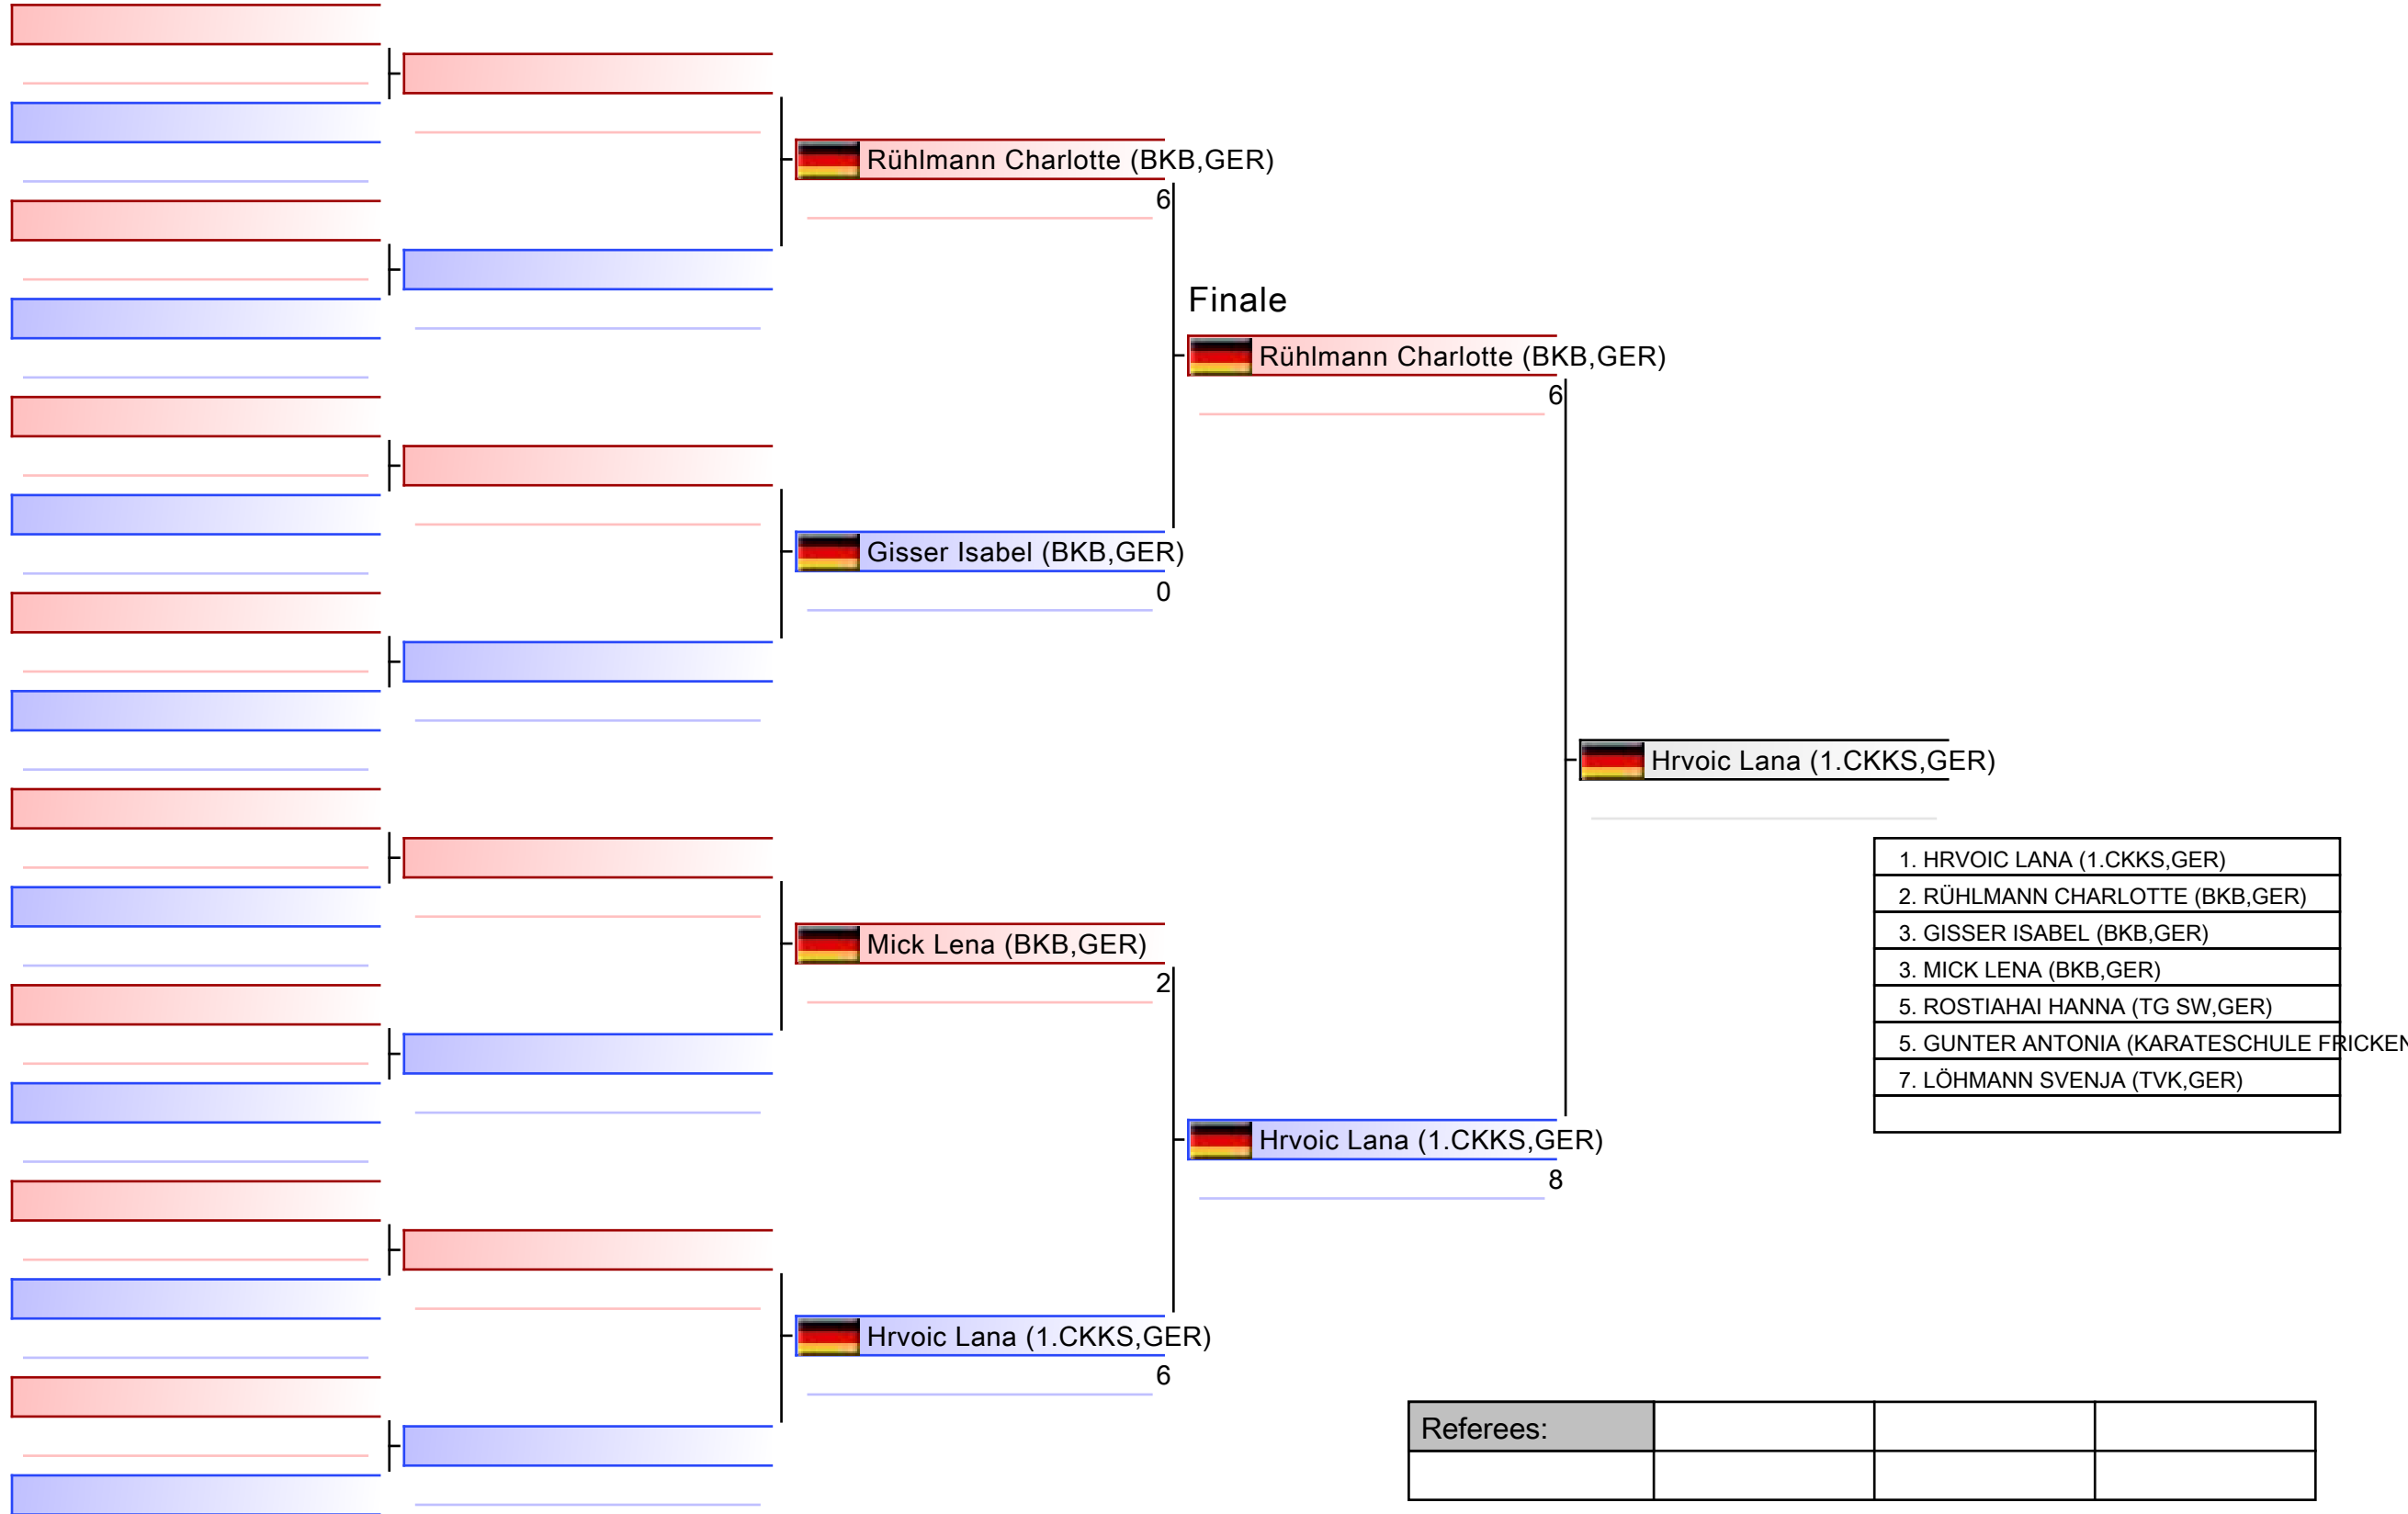 Rühlmann Charlotte (BKB,GER)
6
Finale
Rühlmann Charlotte (BKB,GER)
6
Gisser Isabel (BKB,GER)
0
Hrvoic Lana (1.CKKS,GER)
1. HRVOIC LANA (1.CKKS,GER)
2. RÜHLMANN CHARLOTTE (BKB,GER)
3. GISSER ISABEL (BKB,GER)
3. MICK LENA (BKB,GER)
5. ROSTIAHAI HANNA (TG SW,GER)
5. GUNTER ANTONIA (KARATESCHULE FRICKEN
7. LÖHMANN SVENJA (TVK,GER)
Mick Lena (BKB,GER)
2
Hrvoic Lana (1.CKKS,GER)
8
Hrvoic Lana (1.CKKS,GER)
6
Referees: